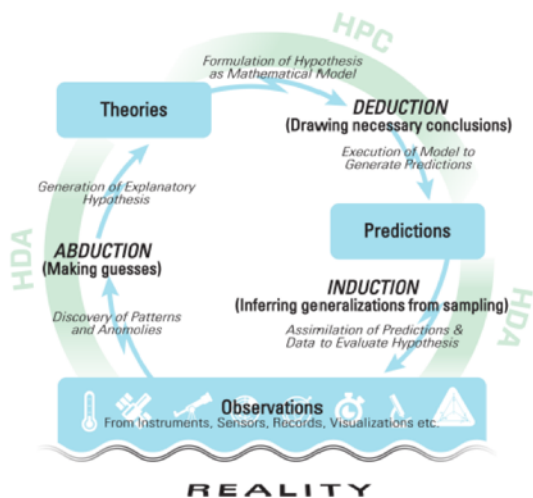 HPC
Formulation of Hypothesis
as Mathematical Model
Theories
DEDUCTION
(Drawing necessary conclusions)
Execution of Model to
Generate Predictions
Generation of Explanatory
Hypothesis
Predictions
HDA
ABDUCTION
(Making guesses)
INDUCTION
(Inferring generalizations from sampling)
Discovery of Patterns
and Anomolies
Assimilation of Predictions &
Data to Evaluate Hypothesis
HDA
Observations
From Instruments, Sensors, Records, Visualizations etc.
REALITY